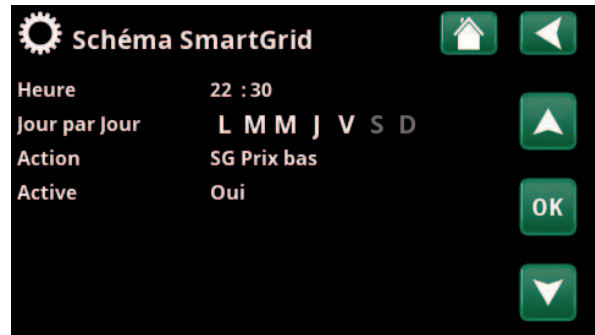 Schéma SmartGrid
Heure 22 :30
Jour par Jour L M M J V S D
Action SG Prix bas
Active Oui
OK